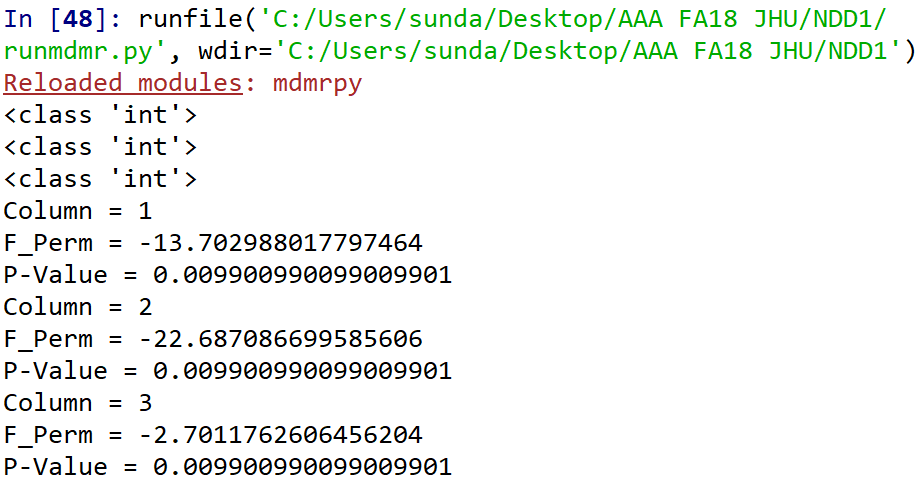 In [48]: runfile('C:/Users/sunda/Desktop/AAA FA18 JHU/NDD1/
runmdmr.py', wdir='C:/Users/sunda/Desktop/AAA FA18 JHU/NDD1')
Reloaded modules: mdmrpy
<class 'int'>
<class 'int'>
<class 'int'>
Column = 1
F_Perm = -13.702988017797464
P-Value = 0.009900990099009901
Column = 2
F_Perm = -22.6870866699585606
P-Value = 0.009900990099009901
Column = 3
F_Perm = -2.7011762606456204
P-Value = 0.009900990099009901